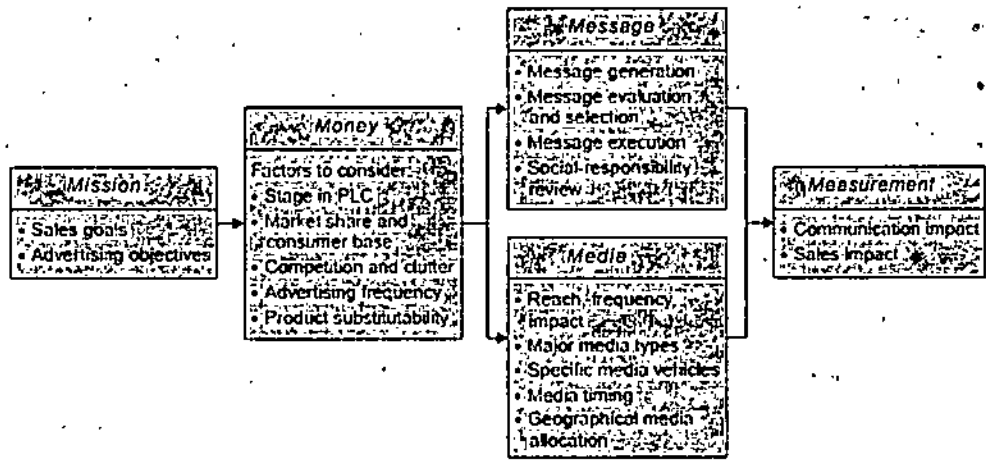 Mission
• Sales goals
• Advertising objectives
Money
Factors to consider:
• Stage in PLC
• Market share and
consumer base
• Competition and clutter
• Advertising frequency
• Product substitutability
Message
• Message generation
• Message evaluation
and selection
• Message execution
• Social-responsibility
review
Media
• Reach, frequency
impact
• Major media types
• Specific media vehicles
• Media timing
• Geographical media
allocation
Measurement
• Communication impact
• Sales impact